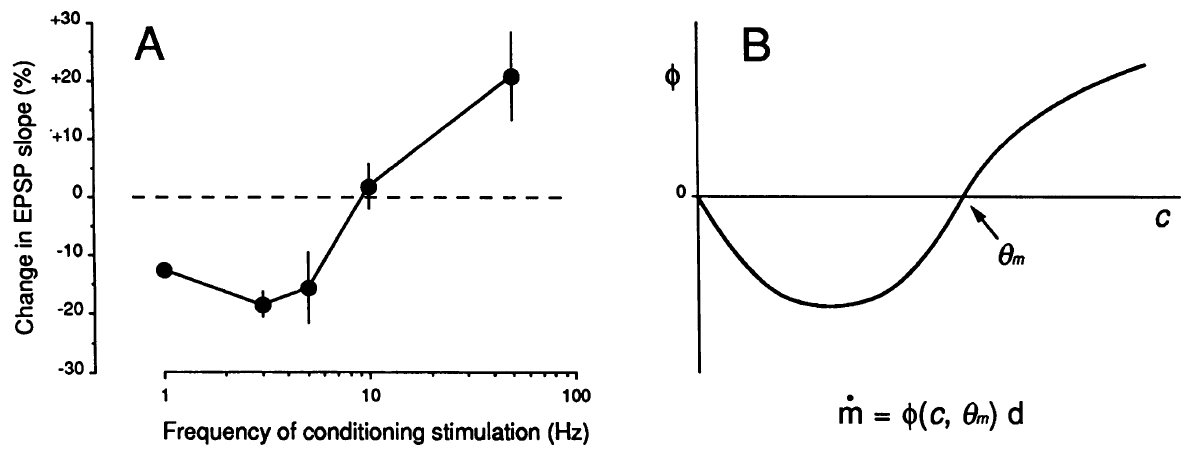 A
Change in EPSP slope (%)
+30
+20
+10
0
-10
-20
-30
1
10
100
Frequency of conditioning stimulation (Hz)
B
ϕ
0
c
θm
ṁ = ϕ(c, θm) d